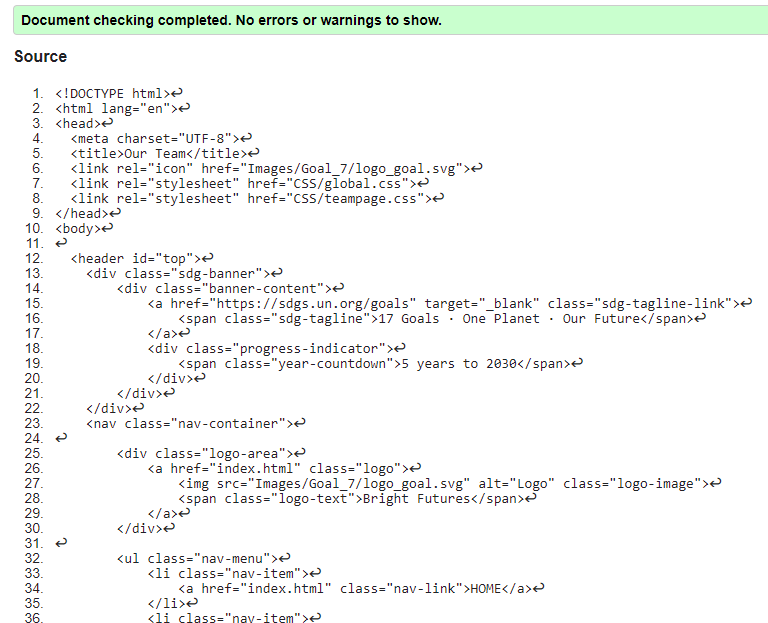 Document checking completed. No errors or warnings to show.
Source
1. <!DOCTYPE html>↩
2. <html lang="en">↩
3. <head>↩
4.   <meta charset="UTF-8">↩
5.   <title>Our Team</title>↩
6.   <link rel="icon" href="Images/Goal_7/logo_goal.svg">↩
7.   <link rel="stylesheet" href="CSS/global.css">↩
8.   <link rel="stylesheet" href="CSS/teampage.css">↩
9. </head>↩
10. <body>↩
11. ↩
12.   <header id="top">↩
13.     <div class="sdg-banner">↩
14.         <div class="banner-content">↩
15.             <a href="https://sdgs.un.org/goals" target="_blank" class="sdg-tagline-link">↩
16.                 <span class="sdg-tagline">17 Goals · One Planet · Our Future</span>↩
17.             </a>↩
18.             <div class="progress-indicator">↩
19.                 <span class="year-countdown">5 years to 2030</span>↩
20.             </div>↩
21.         </div>↩
22.     </div>↩
23.     <nav class="nav-container">↩
24. ↩
25.         <div class="logo-area">↩
26.             <a href="index.html" class="logo">↩
27.                 <img src="Images/Goal_7/logo_goal.svg" alt="Logo" class="logo-image">↩
28.                 <span class="logo-text">Bright Futures</span>↩
29.             </a>↩
30.         </div>↩
31. ↩
32.         <ul class="nav-menu">↩
33.             <li class="nav-item">↩
34.                 <a href="index.html" class="nav-link">HOME</a>↩
35.             </li>↩
36.             <li class="nav-item">↩